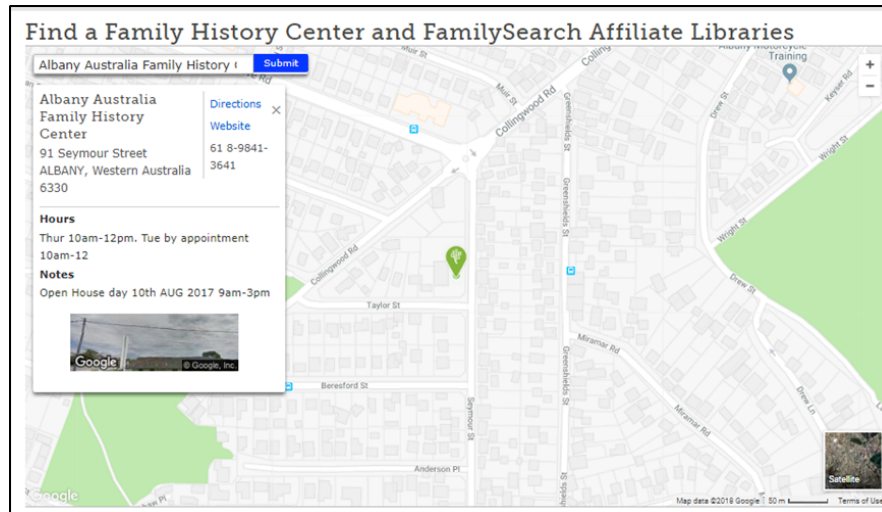 Find a Family History Center and FamilySearch Affiliate Libraries
Albany Australia Family History (
Submit
Albany Australia
Family History
Center
91 Seymour Street
ALBANY, Western Australia
6330
Directions
Website
61 8-9841-
3641
Hours
Thur 10am-12pm. Tue by appointment
10am-12
Notes
Open House day 10th AUG 2017 9am-3pm
Google
© Google, Inc.
Muir St
Muir St
Collingwood Rd
Collingwood Rd
Greenshields St
Greenshields St
Training
Keyser Rd
Drew St
Wright St
Wright St
Drew St
Taylor St
Miramar Rd
Miramar Rd
Greenshields St
Beresford St
Seymour St
Drew Ln
Anderson Pl
Satellite
Google
Map data ©2018 Google
50 m
Terms of Use